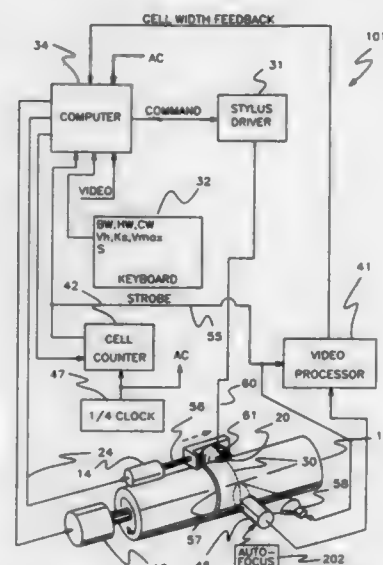 CELL WIDTH FEEDBACK
34
AC
31
101
COMPUTER
COMMAND
STYLUS
DRIVER
VIDEO
32
BW,HW,CW
Vh,Ks,Vmax
S
KEYBOARD
42
STROBE
41
55
CELL
COUNTER
AC
VIDEO
PROCESSOR
47
1/4 CLOCK
60
56
61
20
24
14
30
58
57
AUTO-
FOCUS
202